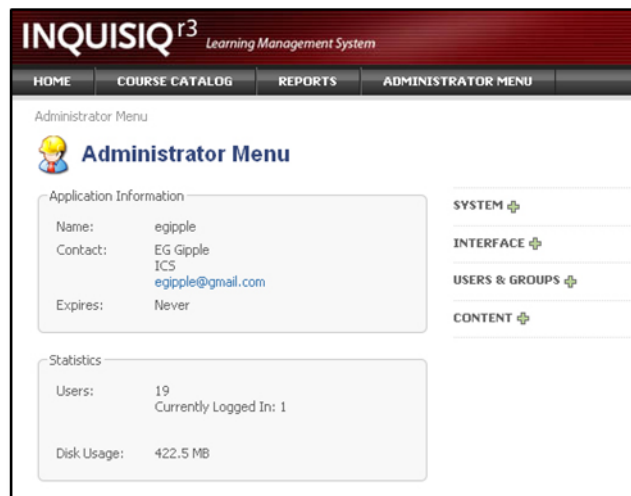 INQUISIQ r3 Learning Management System
HOME COURSE CATALOG REPORTS ADMINISTRATOR MENU
Administrator Menu
Administrator Menu
Application Information
Name: egipple
Contact: EG Gipple
ICS
egipple@gmail.com
Expires: Never
Statistics
Users: 19
Currently Logged In: 1
Disk Usage: 422.5 MB
SYSTEM
INTERFACE
USERS & GROUPS
CONTENT